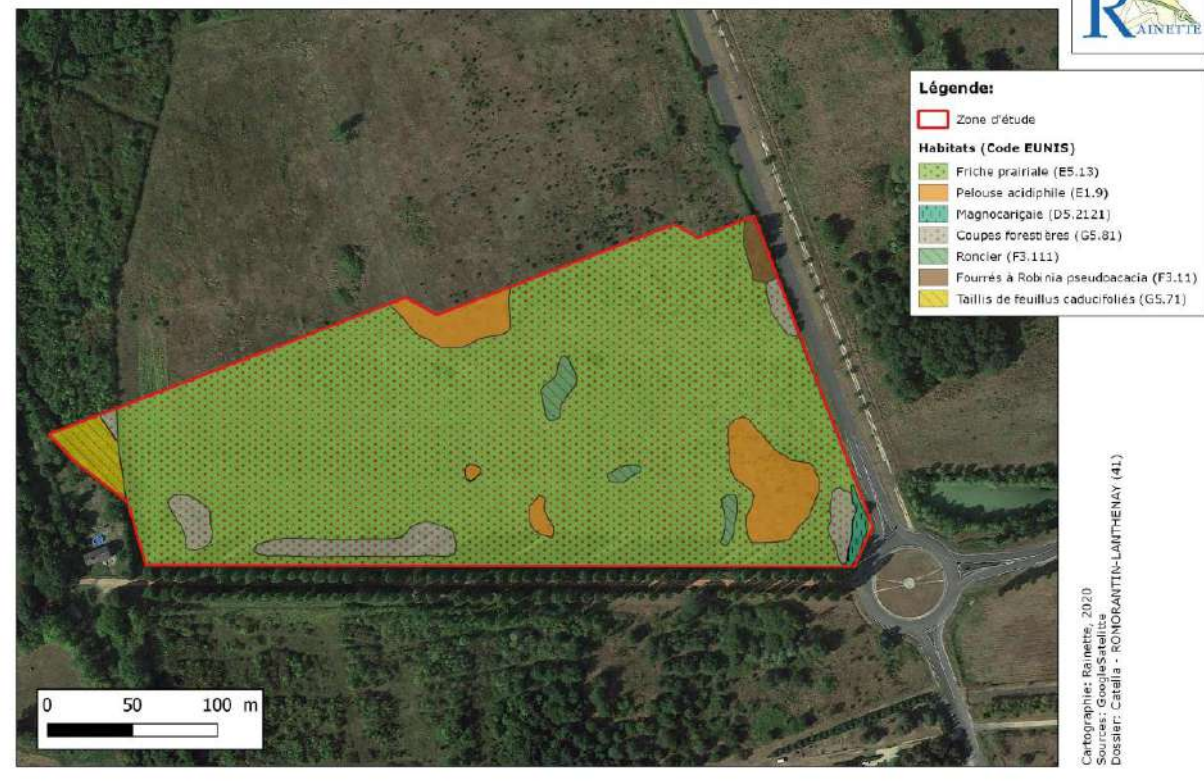 RAINETTE
Légende:
Zone d'étude
Habitats (Code EUNIS)
Friche prairiale (E5.13)
Pelouse acidiphile (E1.9)
Magnocariçaie (D5.2121)
Coupes forestières (G5.81)
Roncier (F3.111)
Fourrés à Robinia pseudoacacia (F3.11)
Taillis de feuillus caducifoliés (G5.71)
0 50 100 m
Cartographie: Rainette, 2020
Sources: GoogleSatelitte
Dossier: Catella - ROMORANTIN-LANTHENAY (41)